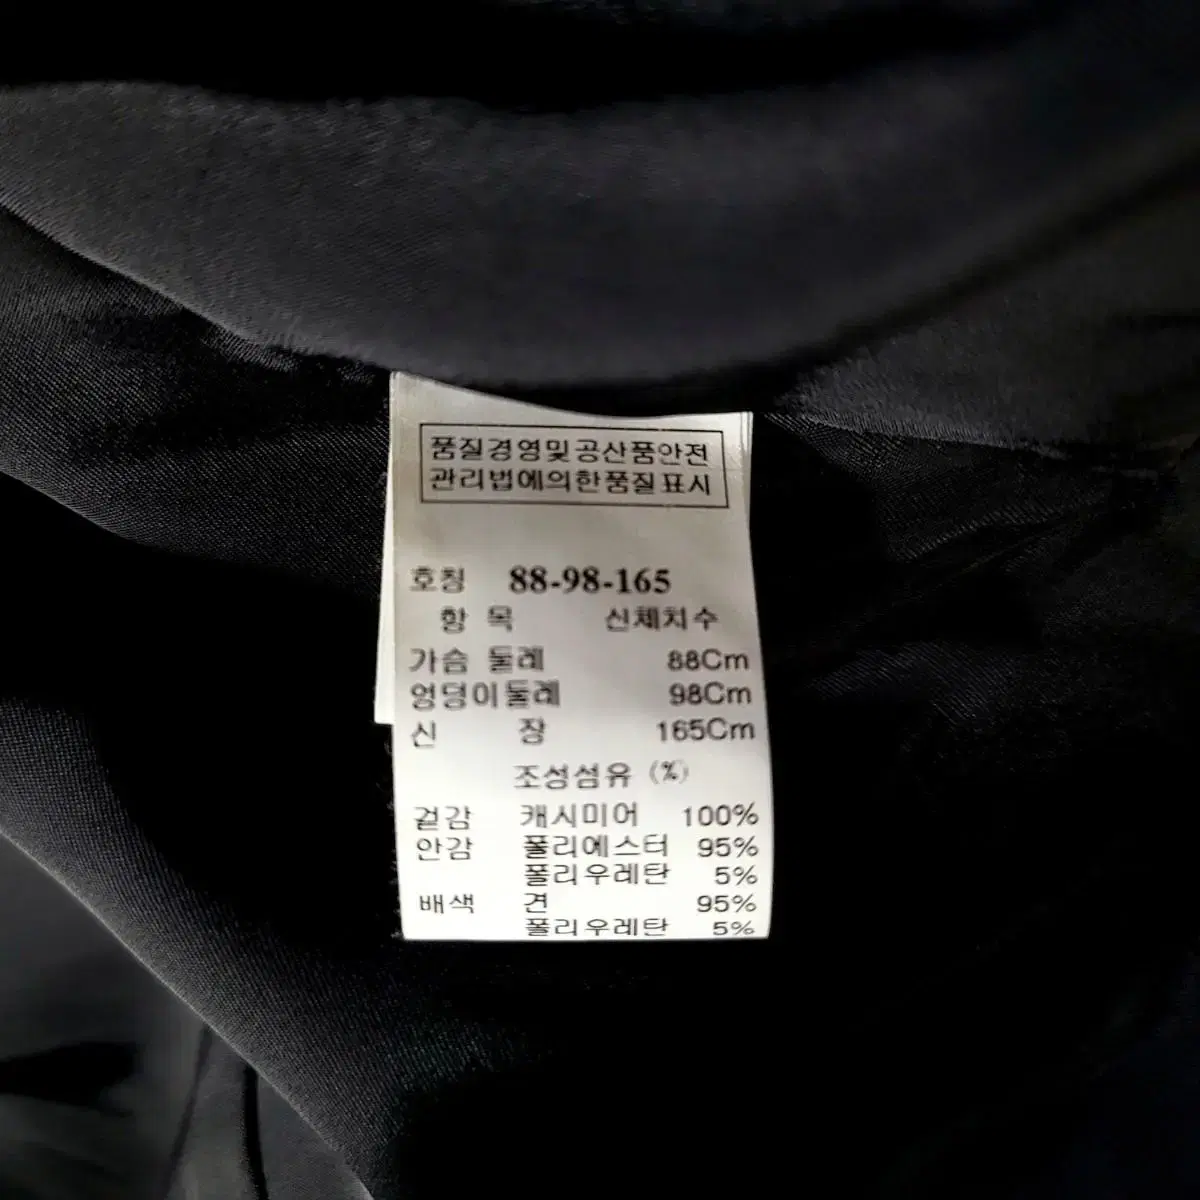 품질경영및공산품안전
관리법에의한품질표시
호칭 88-98-165
항 목 신체치수
가슴 둘레 88Cm
엉덩이둘레 98Cm
신 장 165Cm
조성섬유 (%)
겉감 캐시미어 100%
안감 폴리에스터 95%
폴리우레탄 5%
배색 견 95%
폴리우레탄 5%